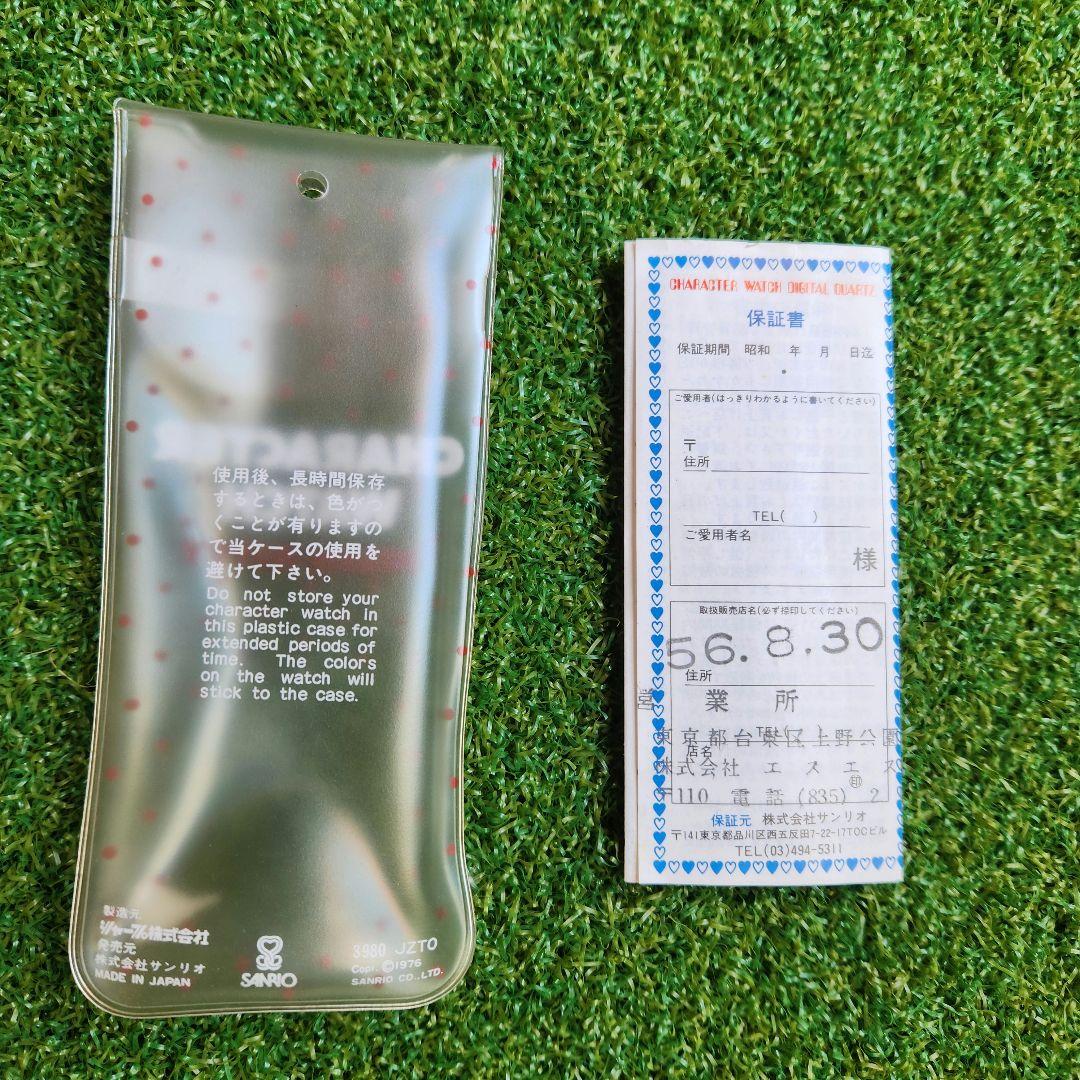 使用後、長時間保存
するときは、色がつ
くことが有りますの
で当ケースの使用を
避けて下さい。
Do not store your
character watch in
this plastic case for
extended periods of
time. The colors
on the watch will
stick to the case.
製造元
シャープ株式会社
発売元
株式会社サンリオ
MADE IN JAPAN
SANRIO
3980 JZTO
Copr. ©1976
SANRIO CO., LTD.
CHARACTER WATCH DIGITAL QUARTZ
保証書
保証期間 昭和 年 月 日迄
ご愛用者(はっきりわかるように書いてください)
〒
住所
TEL( )
ご愛用者名
様
取扱販売店名(必ず捺印してください)
56.8.30
住所
営業所
TEL( )
東京都台東区上野公園
店名
株式会社 エスエス
印
〒110 電話(835)2
保証元 株式会社サンリオ
〒141東京都品川区西五反田7-22-17TOCビル
TEL(03)494-5311